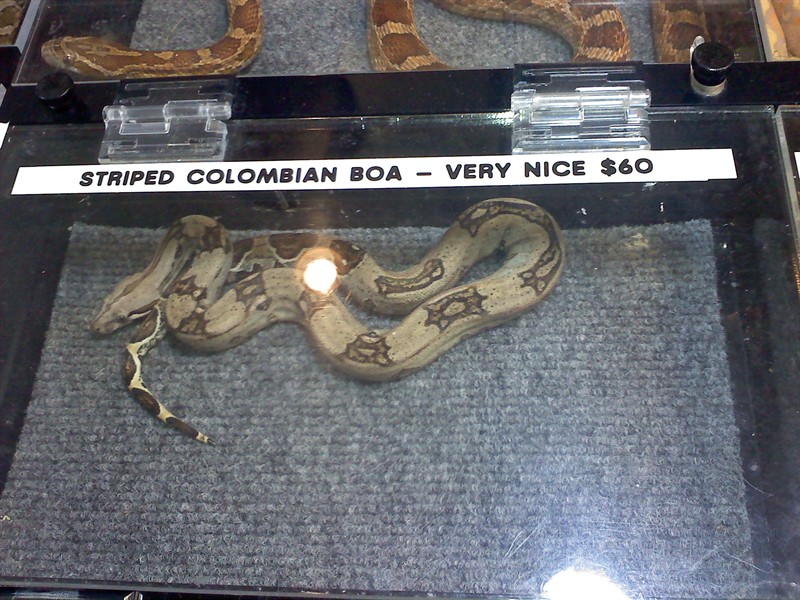 STRIPED COLOMBIAN BOA – VERY NICE $60